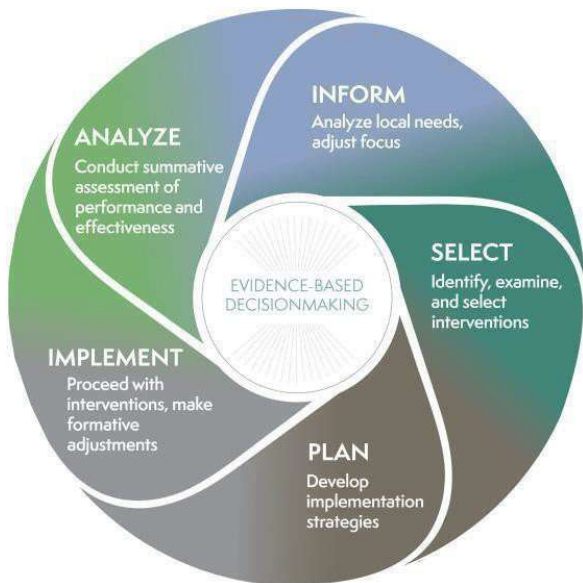 INFORM
Analyze local needs,
adjust focus
SELECT
Identify, examine,
and select
interventions
PLAN
Develop
implementation
strategies
IMPLEMENT
Proceed with
interventions, make
formative
adjustments
ANALYZE
Conduct summative
assessment of
performance and
effectiveness
EVIDENCE-BASED
DECISIONMAKING